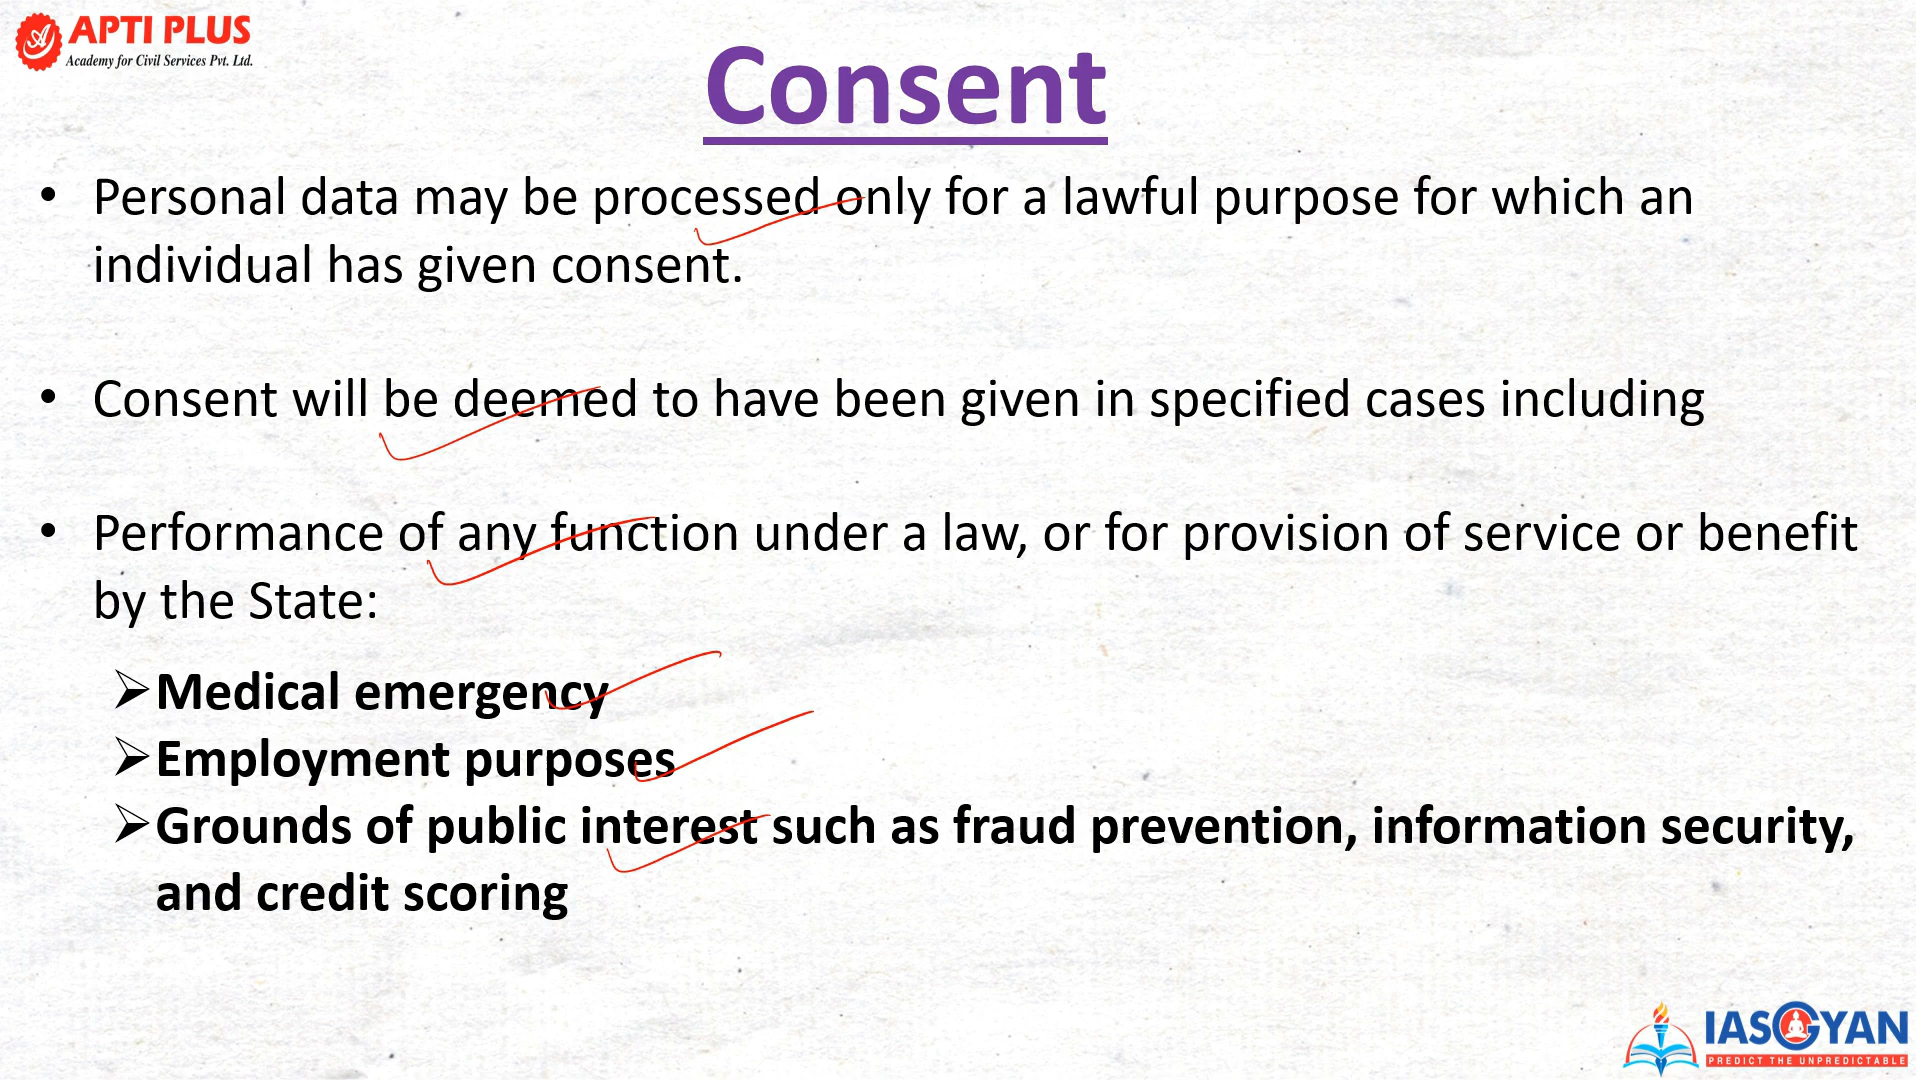 APTI PLUS
Academy for Civil Services Pvt. Ltd.
Consent
• Personal data may be processed only for a lawful purpose for which an
individual has given consent.
• Consent will be deemed to have been given in specified cases including
• Performance of any function under a law, or for provision of service or benefit
by the State:
➢Medical emergency
➢Employment purposes
➢Grounds of public interest such as fraud prevention, information security,
and credit scoring
IASGYAN
PREDICT THE UNPREDICTABLE